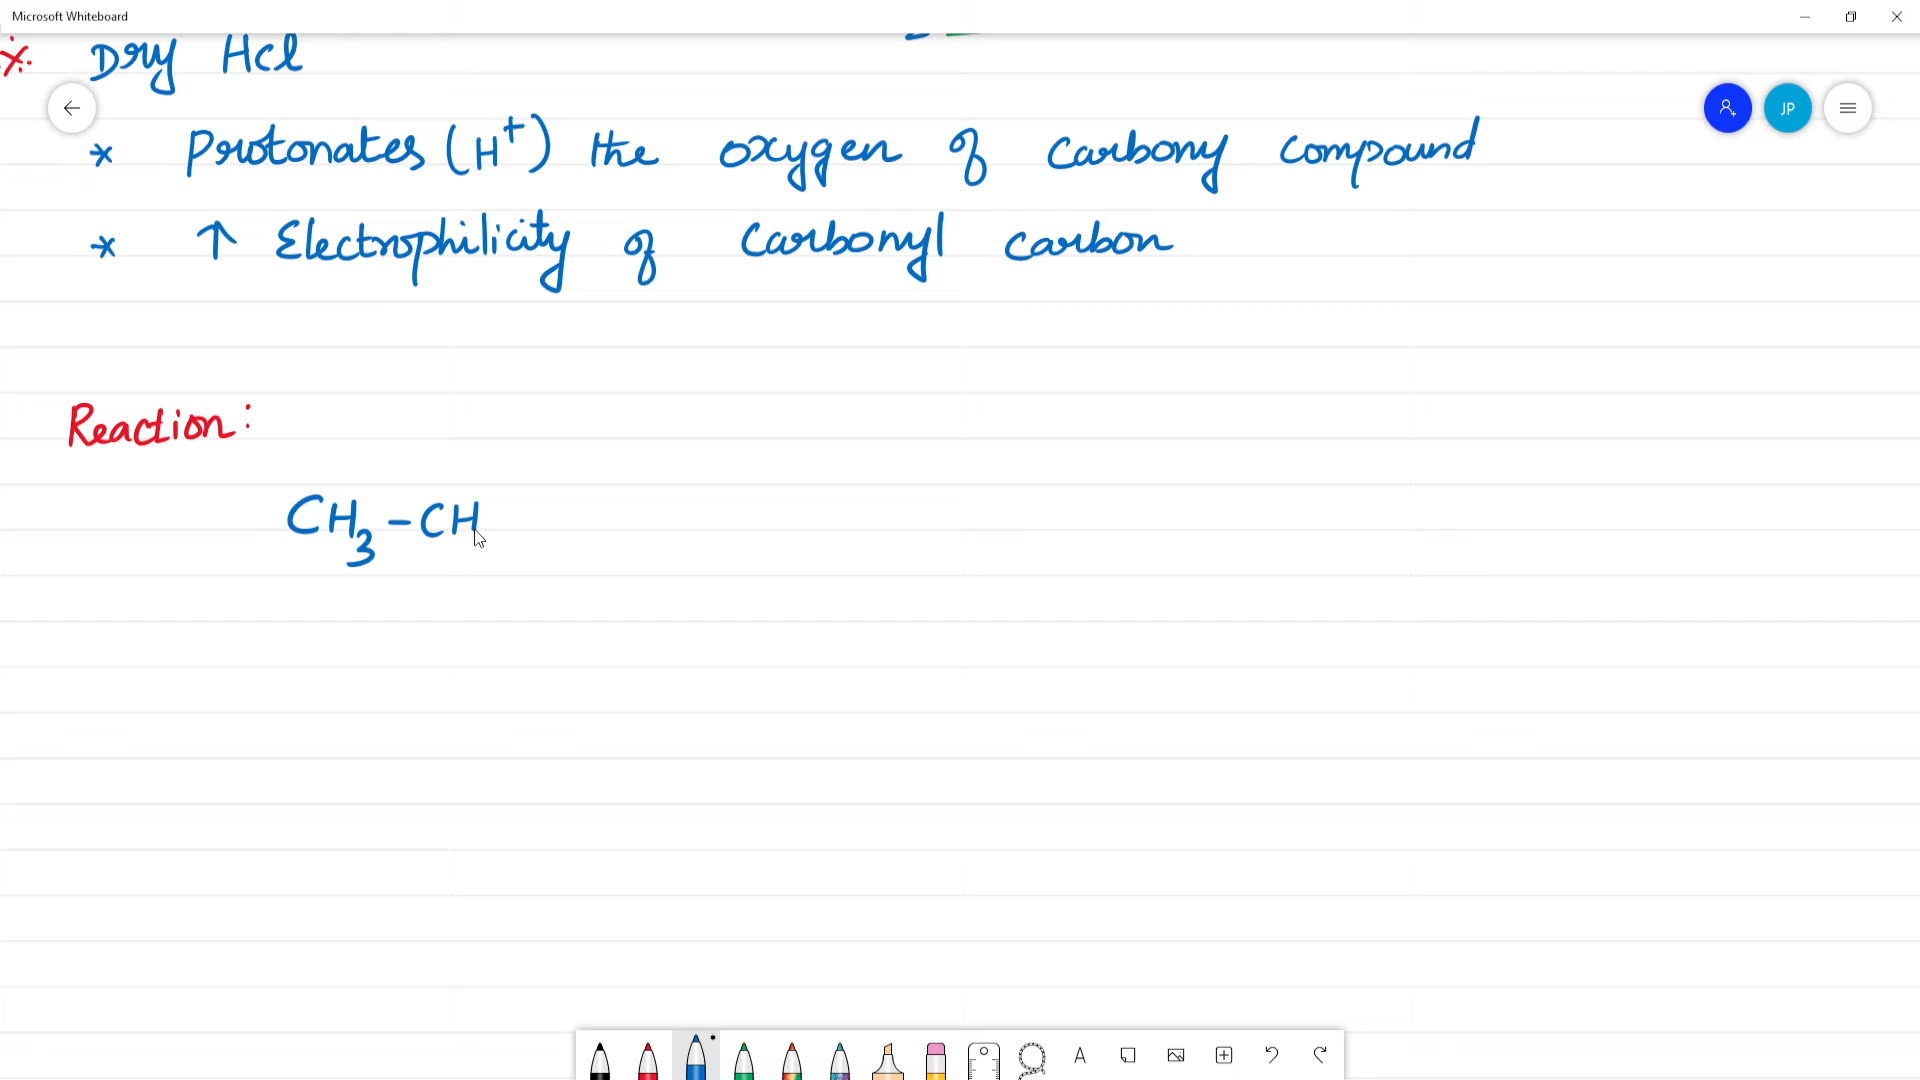 Microsoft Whiteboard
Dry Hcl
* Protonates (H⁺) the oxygen of Carbony compound
JP
* ↑ Electrophilicity of Carbonyl carbon
Reaction:
CH₃-CH
A